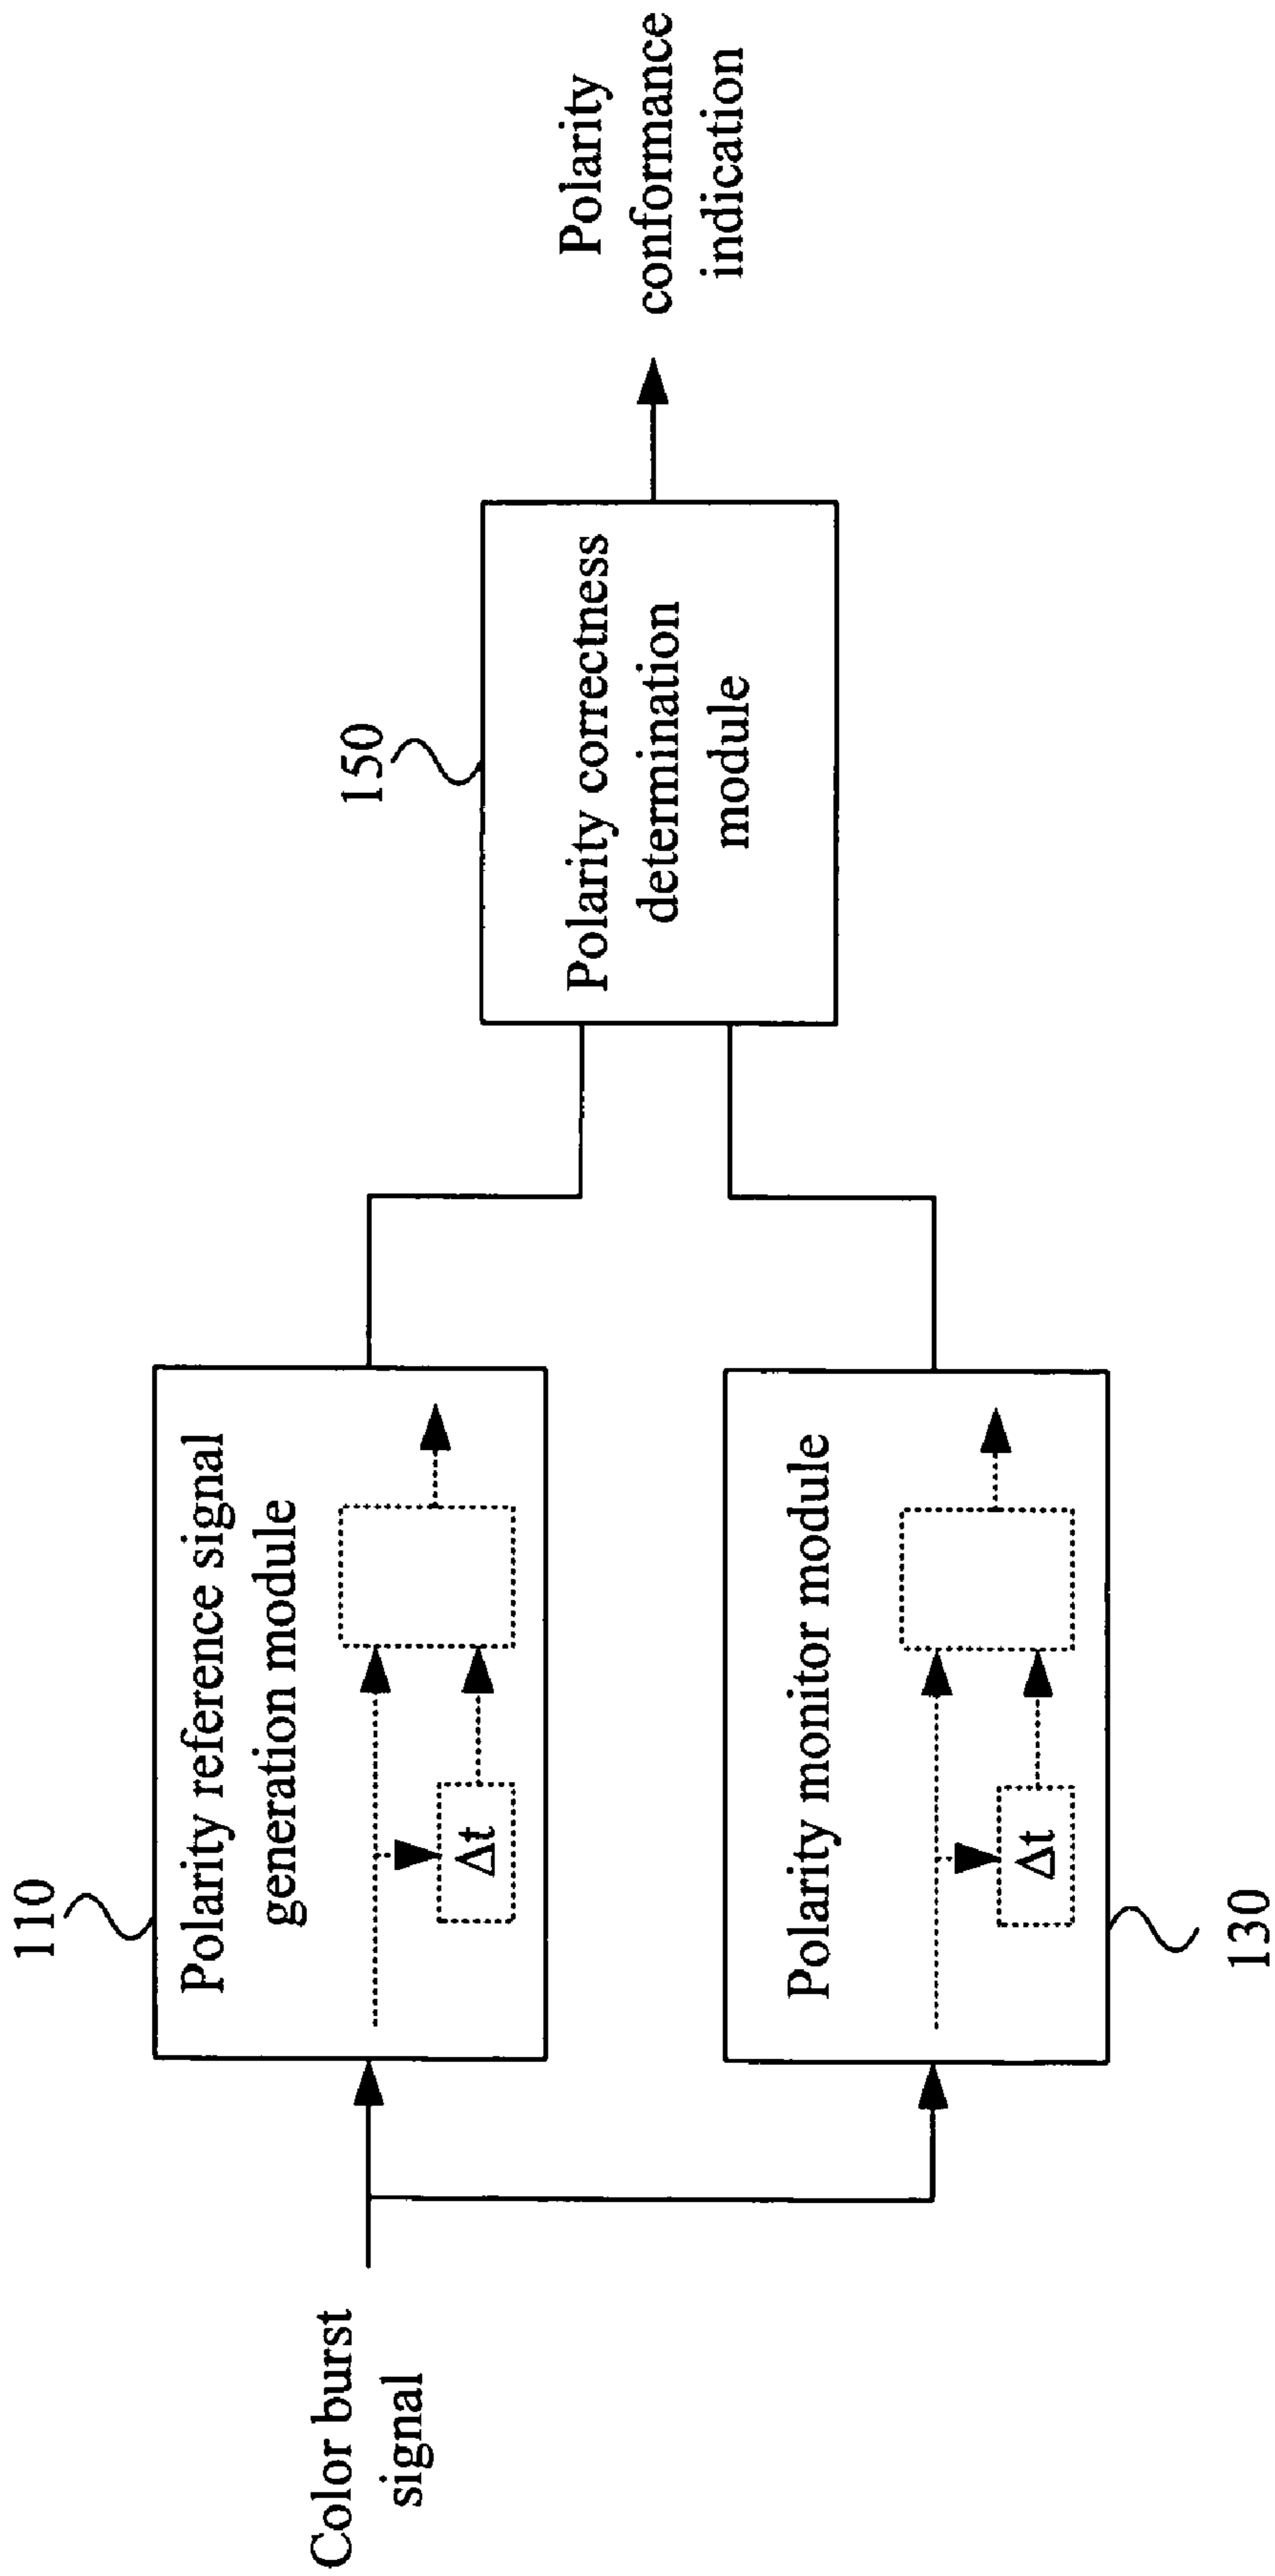 Color burst
signal
110
Polarity reference signal
generation module
Δt
130
Polarity monitor module
Δt
150
Polarity correctness
determination
module
Polarity
conformance
indication